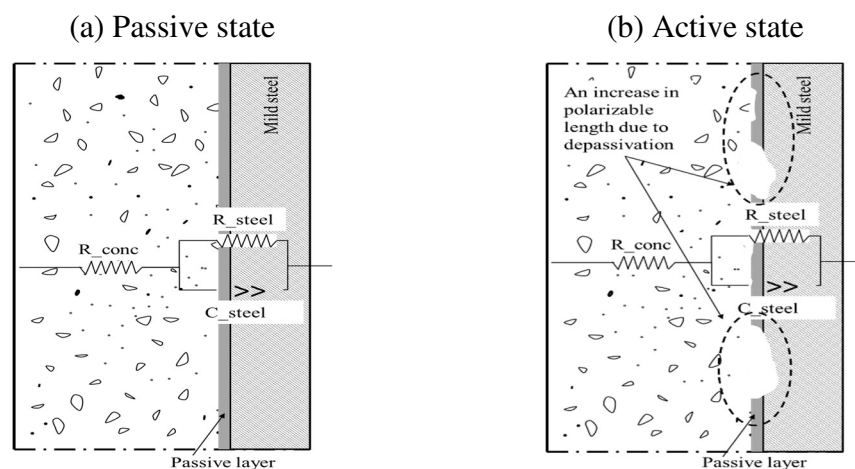 (a) Passive state
Mild steel
R_steel
R_conc
>>
C_steel
Passive layer
(b) Active state
An increase in
polarizable
length due to
depassivation
Mild steel
R_steel
R_conc
>>
C_steel
Passive layer